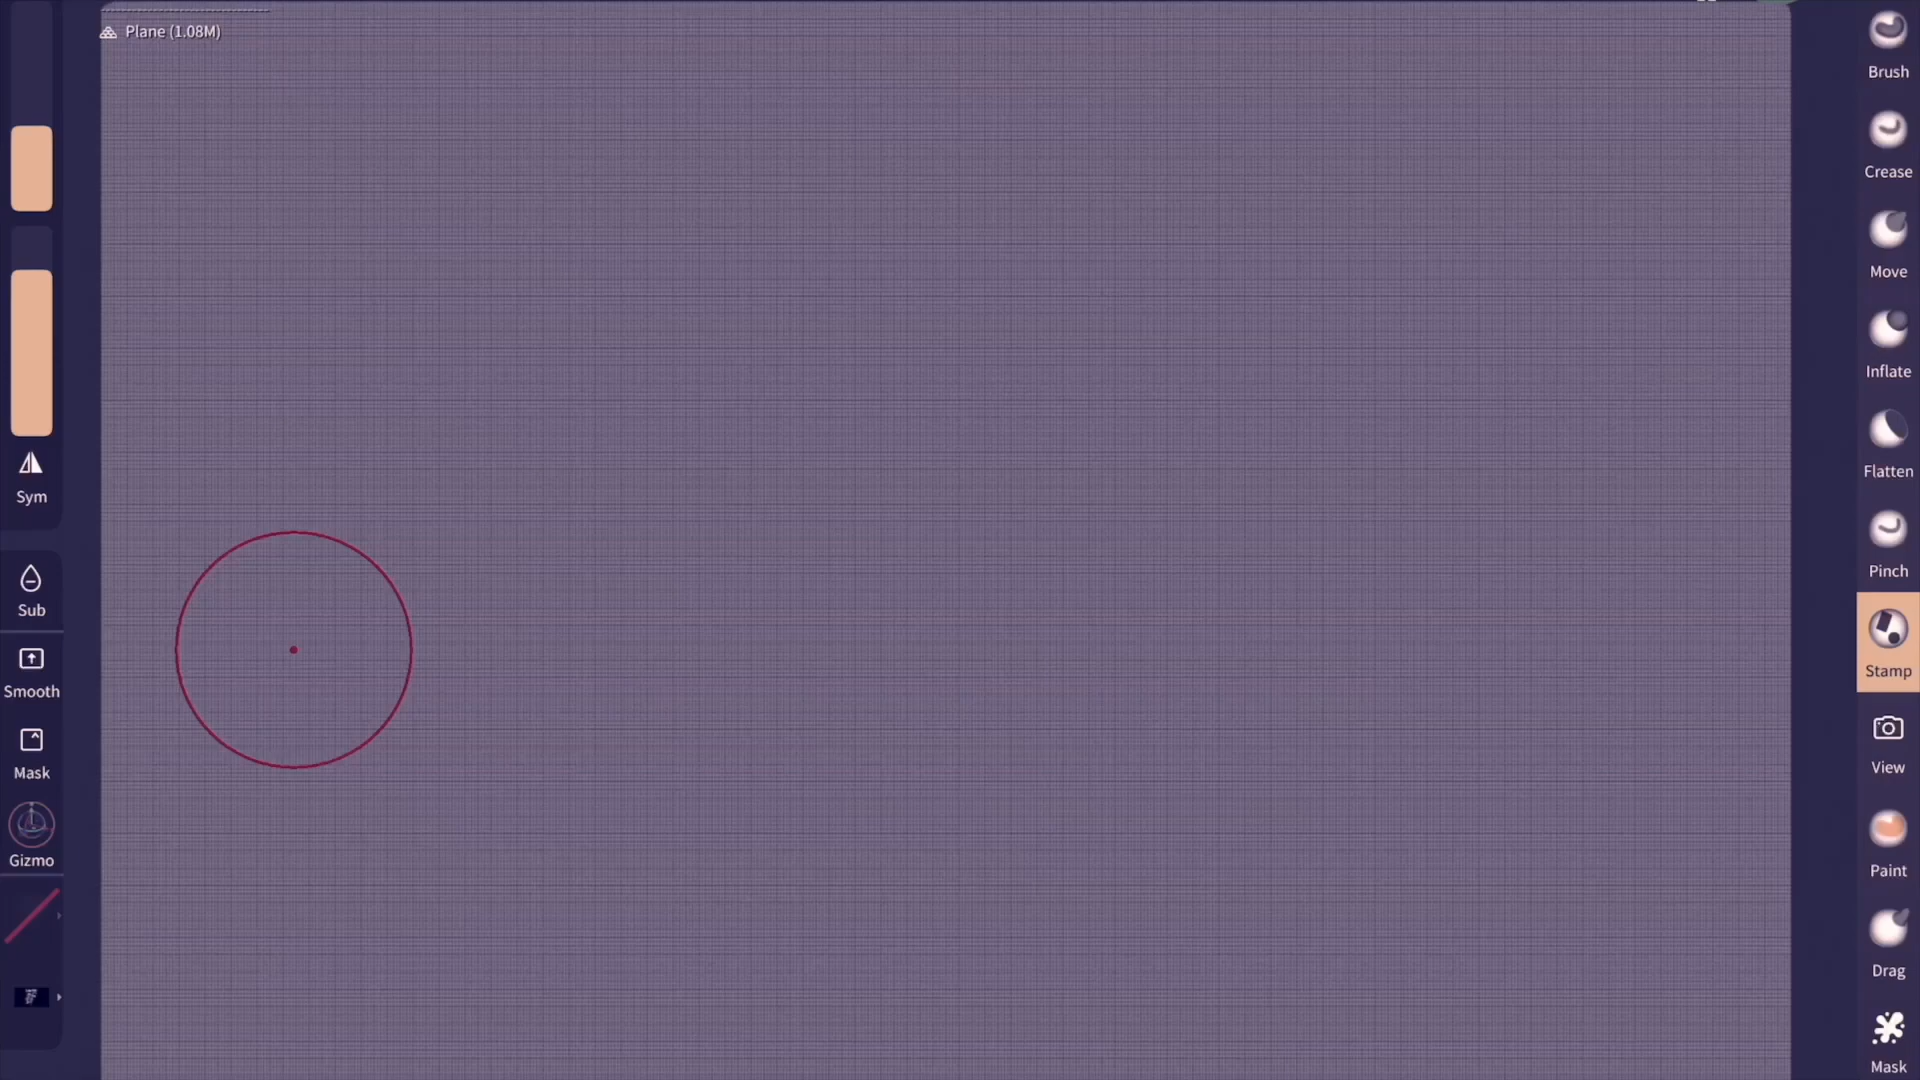 Plane (1.08M)
Sym
Sub
Smooth
Mask
Gizmo
Brush
Crease
Move
Inflate
Flatten
Pinch
Stamp
View
Paint
Drag
Mask